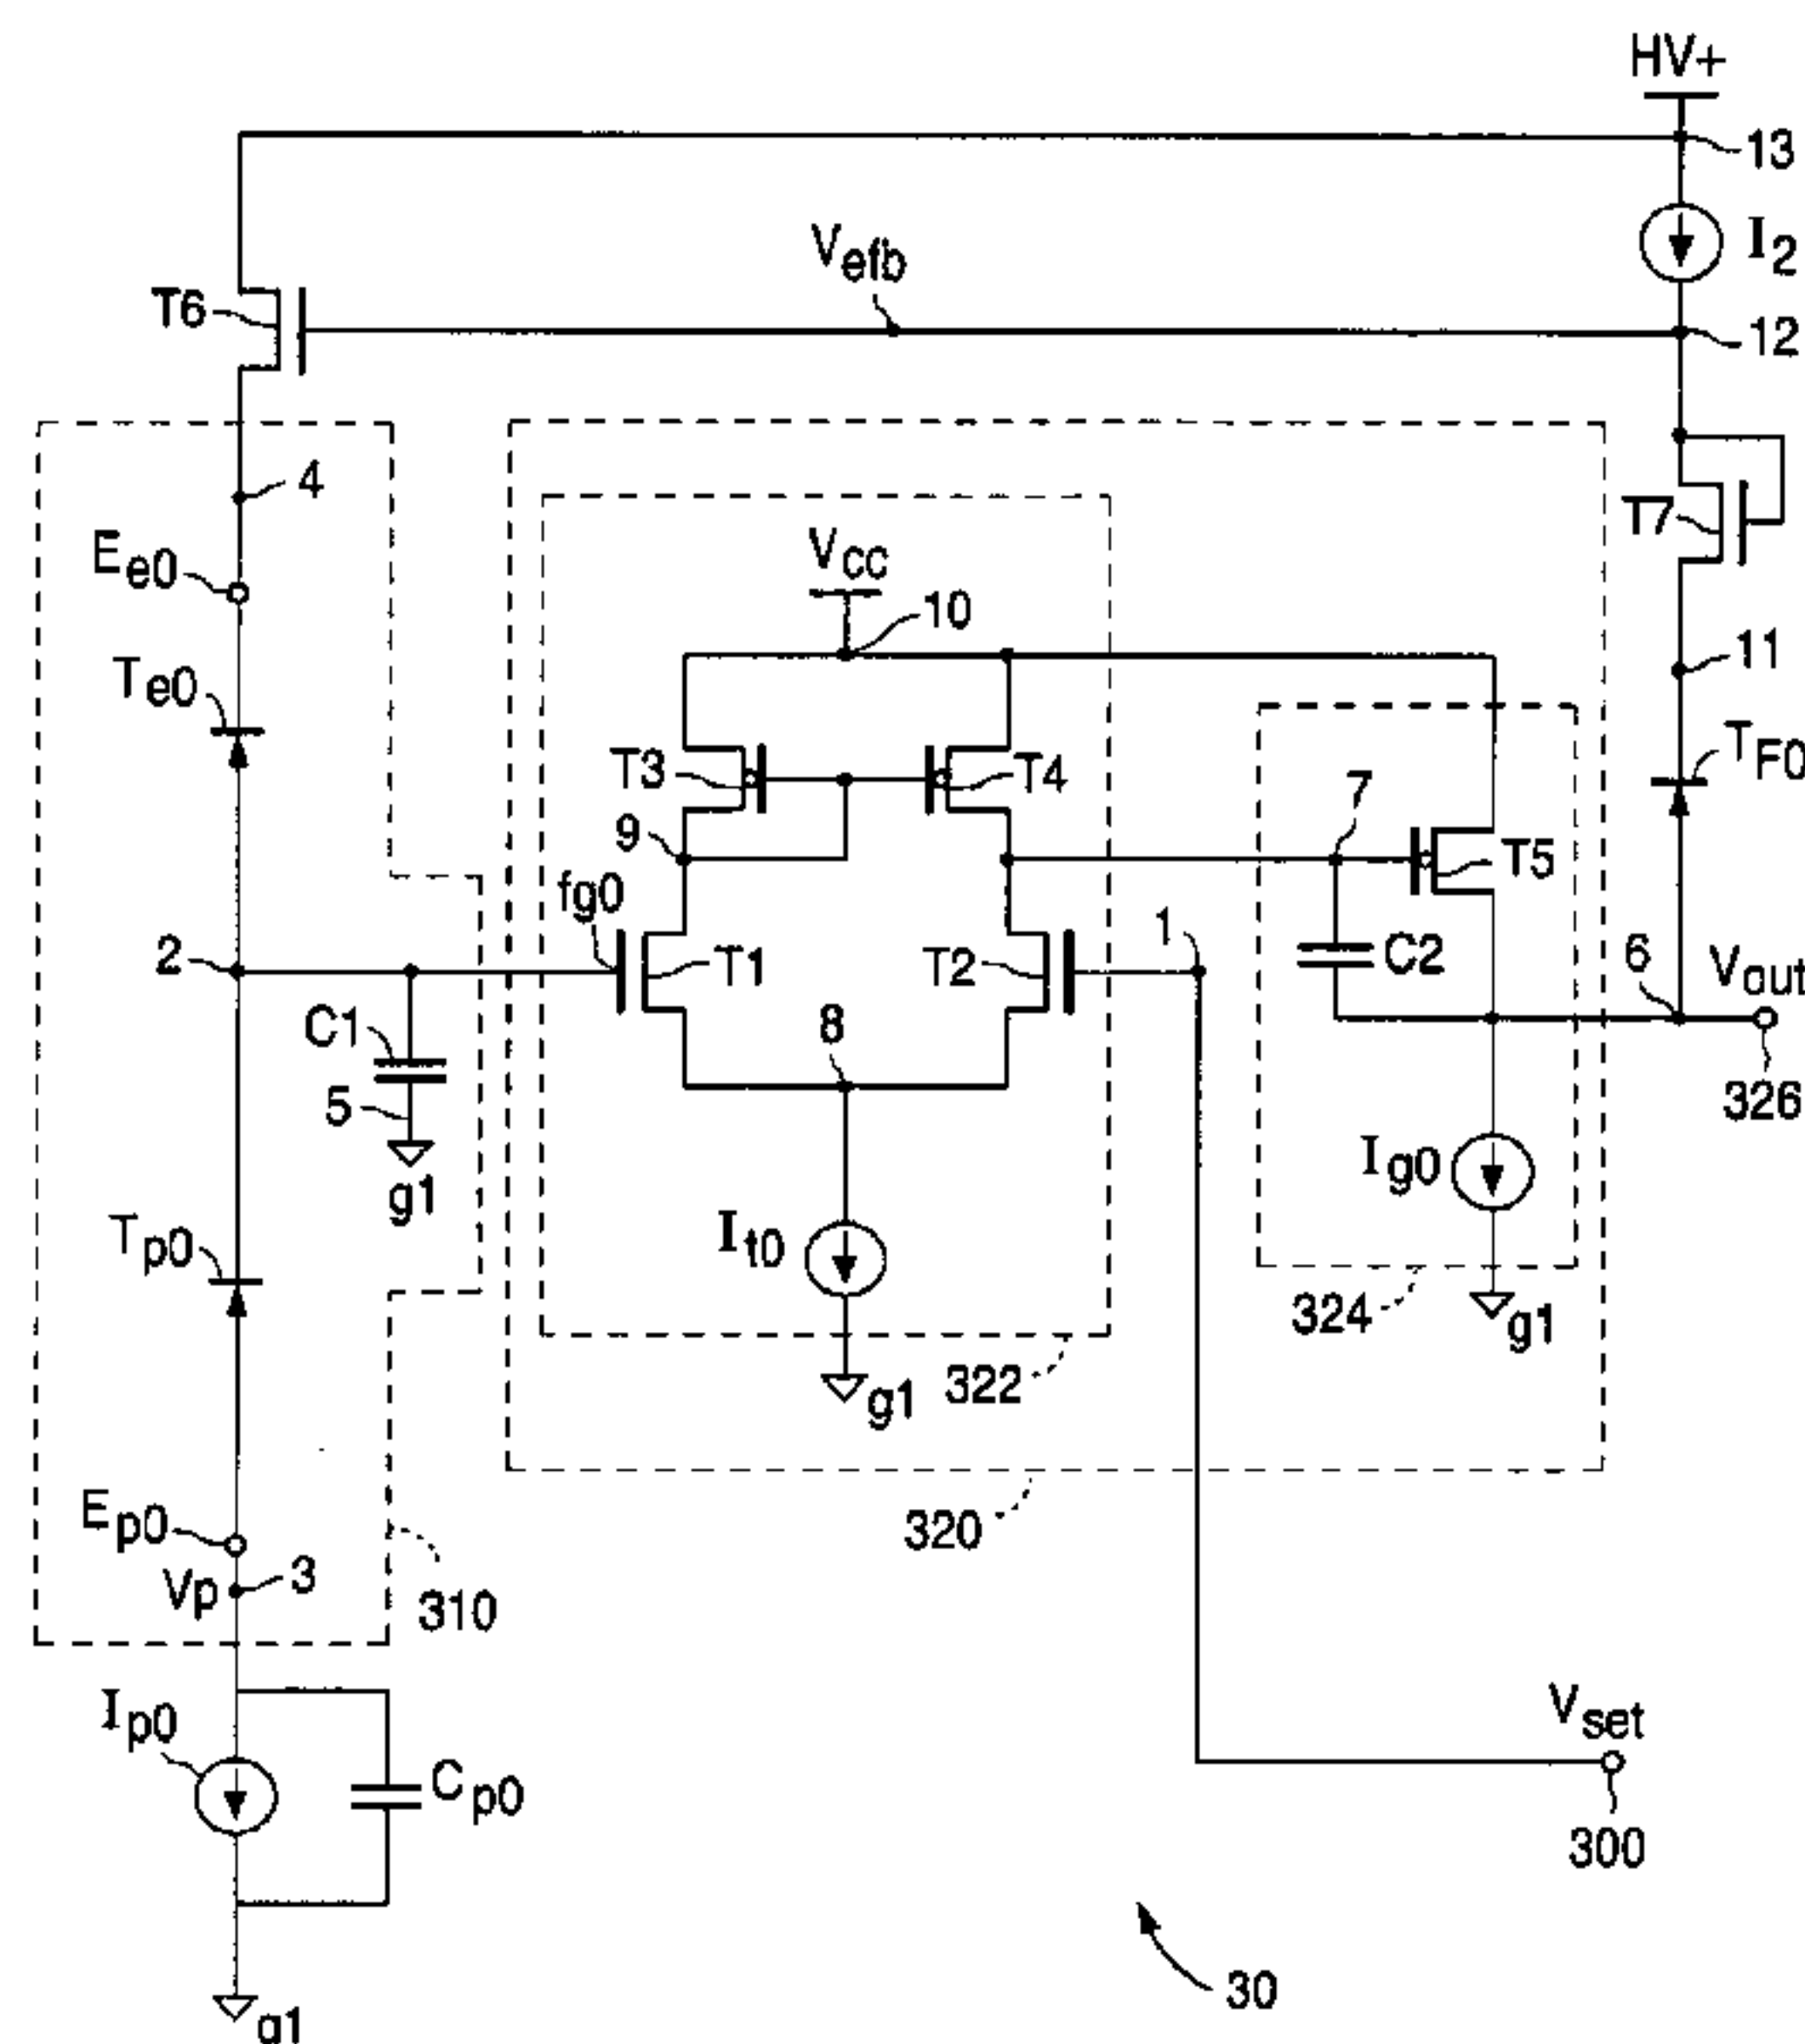 HV+
13
I2
Vefb
T6
12
4
T7
Ee0
VCC
10
11
Te0
TF0
T3
T4
7
9
T5
fg0
1
2
T1
T2
C2
6
Vout
C1
8
5
326
g1
Ig0
Tp0
It0
324
g1
322
g1
Ep0
320
Vp
3
310
Ip0
Vset
Cp0
300
30
g1